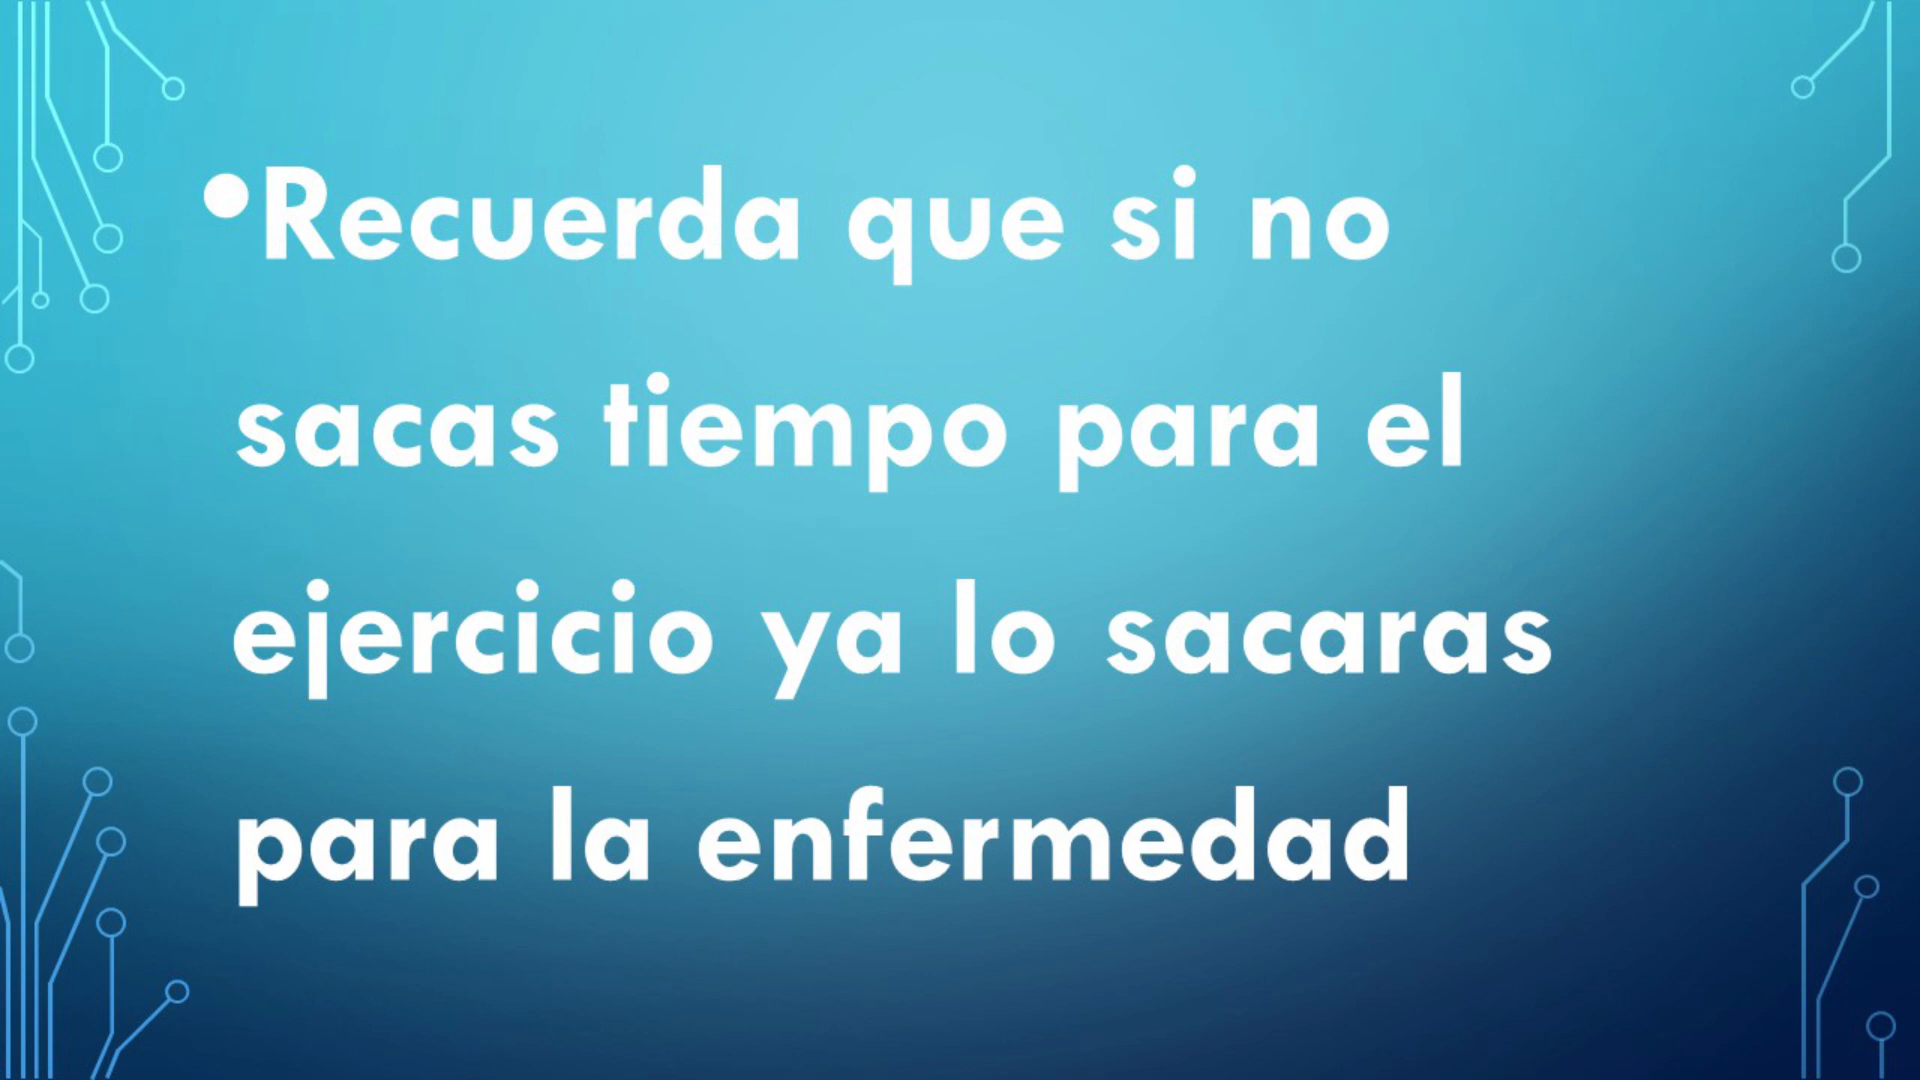 •Recuerda que si no
sacas tiempo para el
ejercicio ya lo sacaras
para la enfermedad